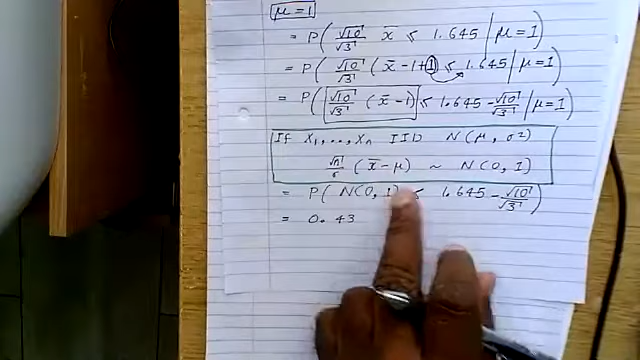 μ = 1
= P( √10/√3 x̄ ≤ 1.645 | μ = 1)
= P( √10/√3 (x̄ - 1 + 1) ≤ 1.645 | μ = 1)
= P( √10/√3 (x̄ - 1) ≤ 1.645 - √10/√3 | μ = 1)
If X₁, ..., Xₙ IID N(μ, σ²)
√n/σ (x̄ - μ) ~ N(0, 1)
= P( N(0, 1) ≤ 1.645 - √10/√3 )
= 0.43